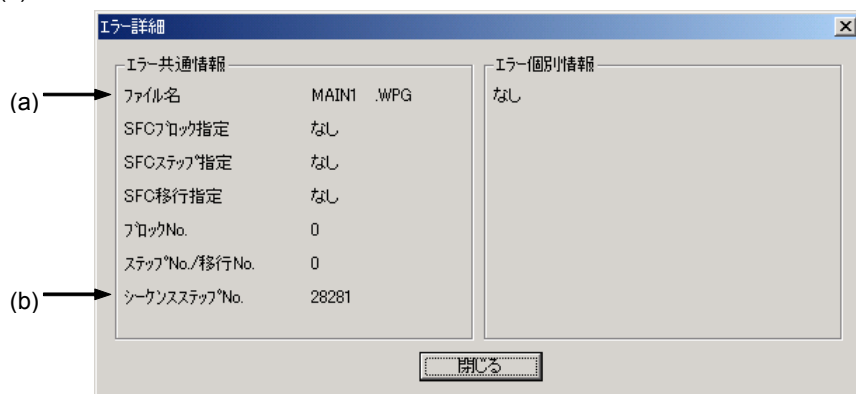 エラー詳細
エラー共通情報
(a)
ファイル名 MAIN1 .WPG
SFCブロック指定 なし
SFCステップ指定 なし
SFC移行指定 なし
ブロックNo. 0
ステップNo./移行No. 0
(b)
シーケンスステップNo. 28281
エラー個別情報
なし
閉じる